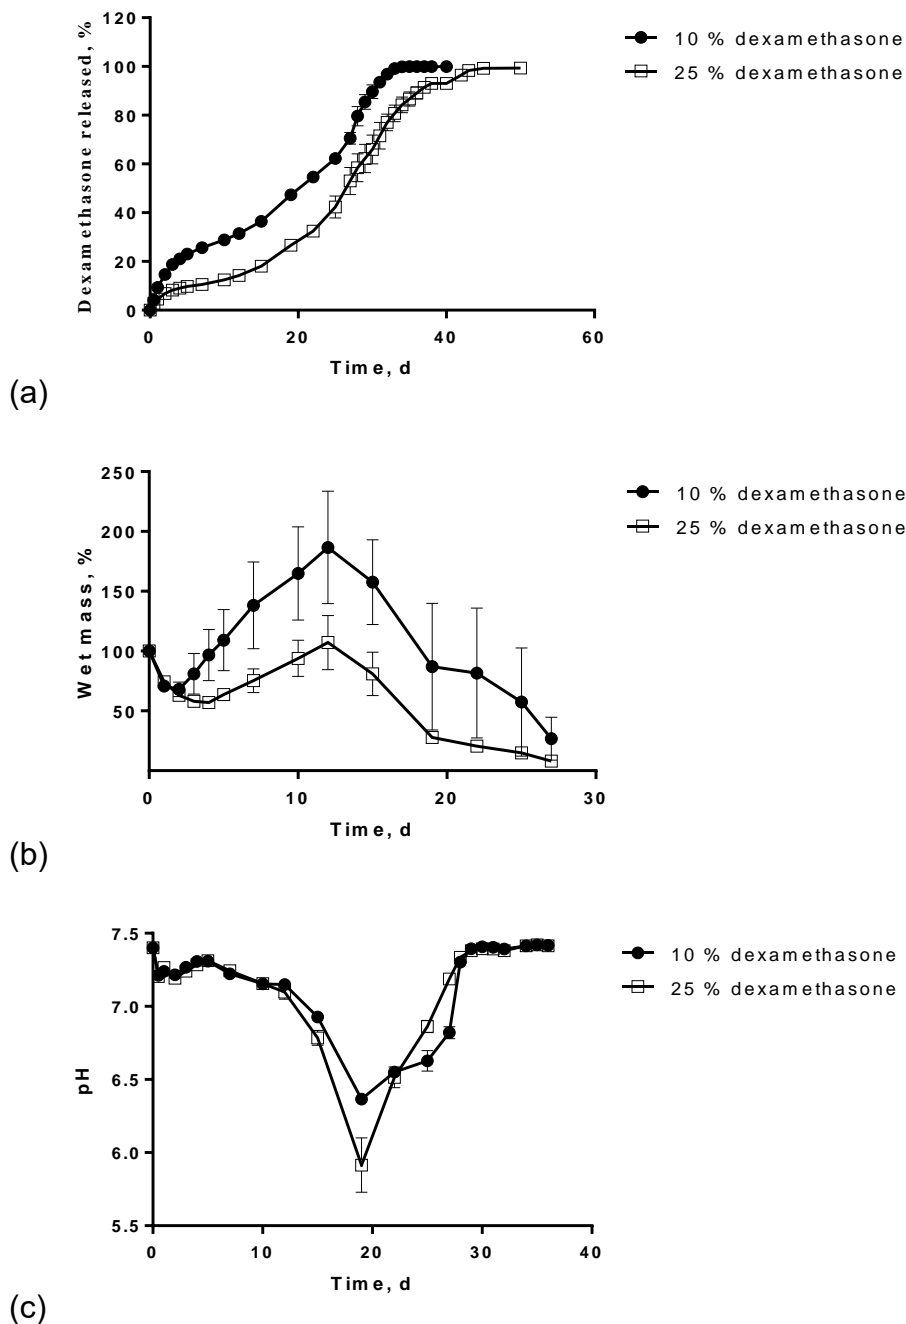 120
100
80
60
40
20
0
Dexamethasone released, %
0 20 40 60
Time, d
10 % dexamethasone
25 % dexamethasone
(a)
250
200
150
100
50
Wet mass, %
0 10 20 30
Time, d
10 % dexamethasone
25 % dexamethasone
(b)
7.5
7.0
6.5
6.0
5.5
pH
0 10 20 30 40
Time, d
10 % dexamethasone
25 % dexamethasone
(c)